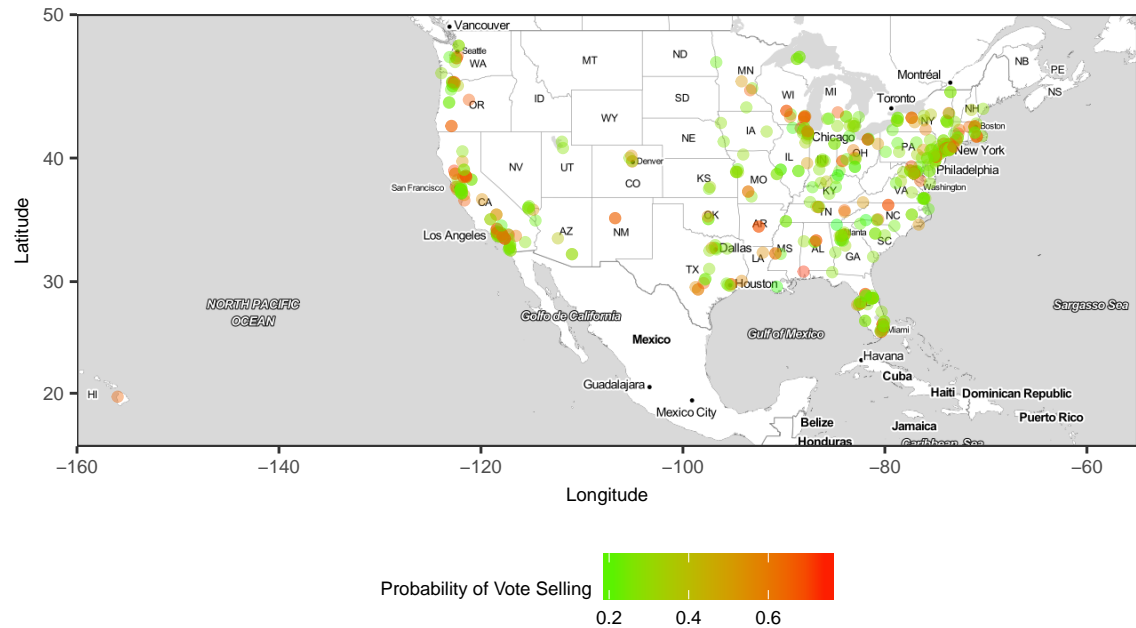 50
40
30
20
Latitude
Vancouver
Seattle
WA
MT
ND
MN
Montréal
NB
PE
NS
OR
ID
SD
WI
MI
Toronto
NH
WY
IA
NY
Boston
NE
Chicago
NV
UT
Denver
CO
IL
OH
PA
New York
Philadelphia
San Francisco
KS
MO
KY
VA
Washington
CA
Los Angeles
AZ
NM
OK
AR
TN
NC
Dallas
MS
AL
Atlanta
SC
GA
LA
TX
Houston
NORTH PACIFIC
OCEAN
Golfo de California
Gulf of Mexico
Sargasso Sea
Mexico
Miami
Havana
Cuba
HI
Guadalajara
Mexico City
Haiti
Dominican Republic
Puerto Rico
Belize
Jamaica
Honduras
Caribbean Sea
−160
−140
−120
−100
−80
−60
Longitude
Probability of Vote Selling
0.2
0.4
0.6